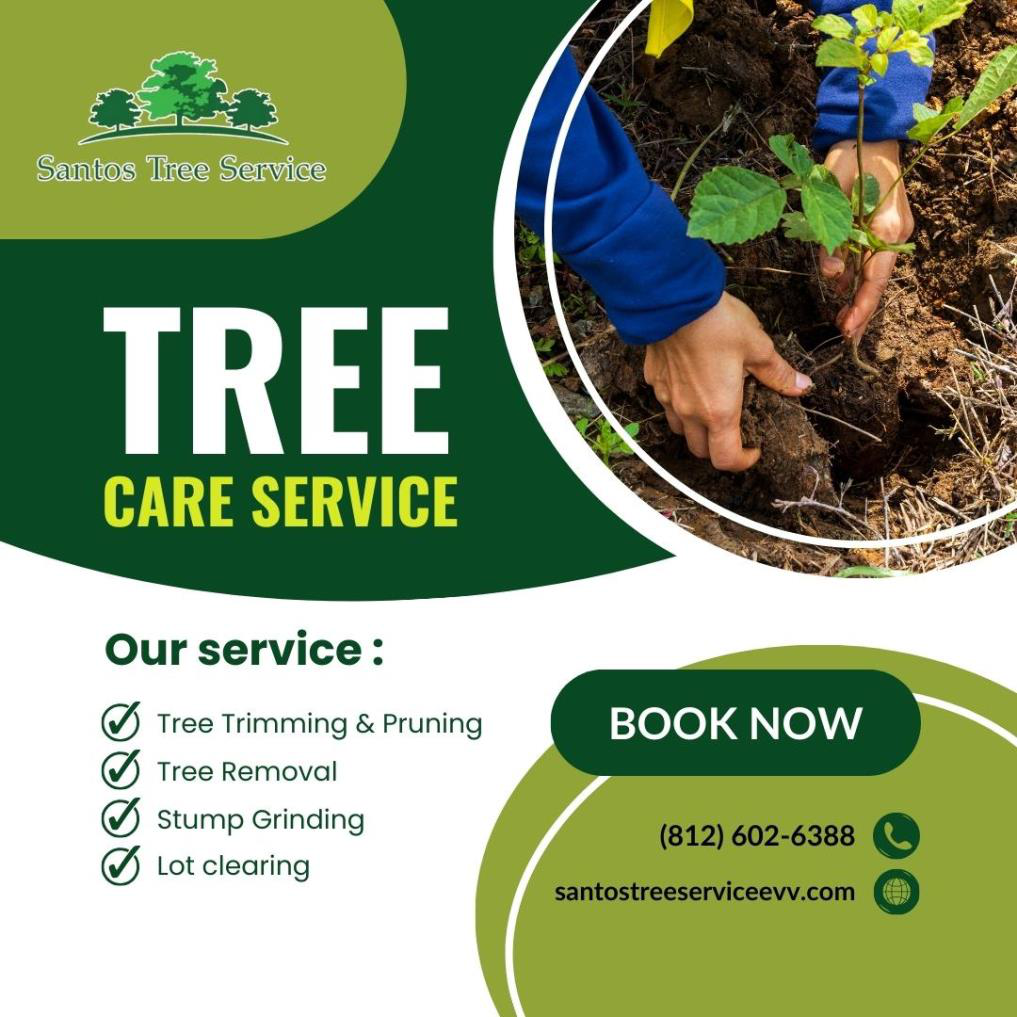 Santos Tree Service
TREE
CARE SERVICE
Our service :
Tree Trimming & Pruning
Tree Removal
Stump Grinding
Lot clearing
BOOK NOW
(812) 602-6388
santostreeserviceevv.com